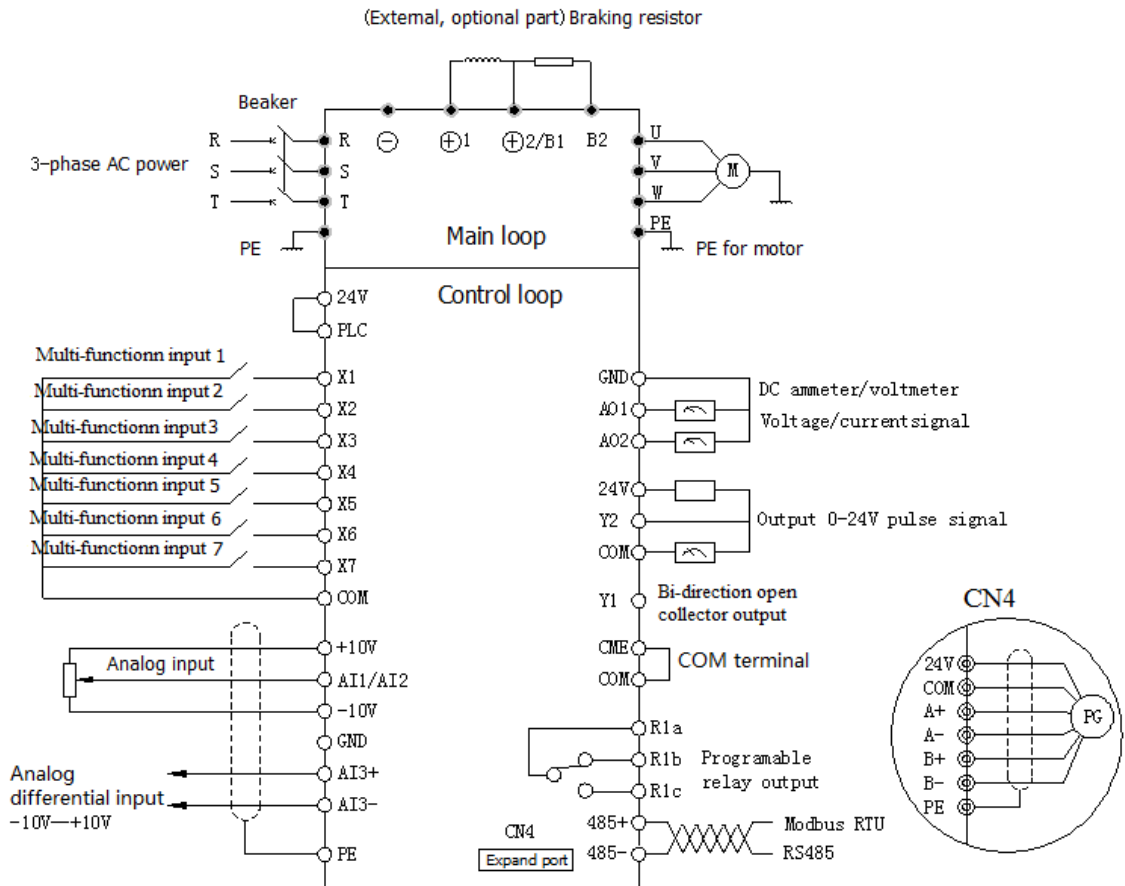 (External, optional part) Braking resistor
Beaker
3-phase AC power
R
S
T
R
S
T
⊖
⊕1
⊕2/B1
B2
U
V
W
M
PE
PE
PE for motor
Main loop
Control loop
24V
PLC
Multi-functionn input 1
X1
Multi-functionn input 2
X2
Multi-functionn input 3
X3
Multi-functionn input 4
X4
Multi-functionn input 5
X5
Multi-functionn input 6
X6
Multi-functionn input 7
X7
COM
+10V
Analog input
AI1/AI2
-10V
GND
AI3+
Analog
differential input
-10V—+10V
AI3-
PE
GND
DC ammeter/voltmeter
AO1
Voltage/currentsignal
AO2
24V
Y2
Output 0-24V pulse signal
COM
Y1
Bi-direction open
collector output
CME
COM terminal
COM
R1a
R1b
Programable
relay output
R1c
485+
Modbus RTU
485-
RS485
CN4
Expand port
CN4
24V
COM
A+
A-
B+
B-
PE
PG